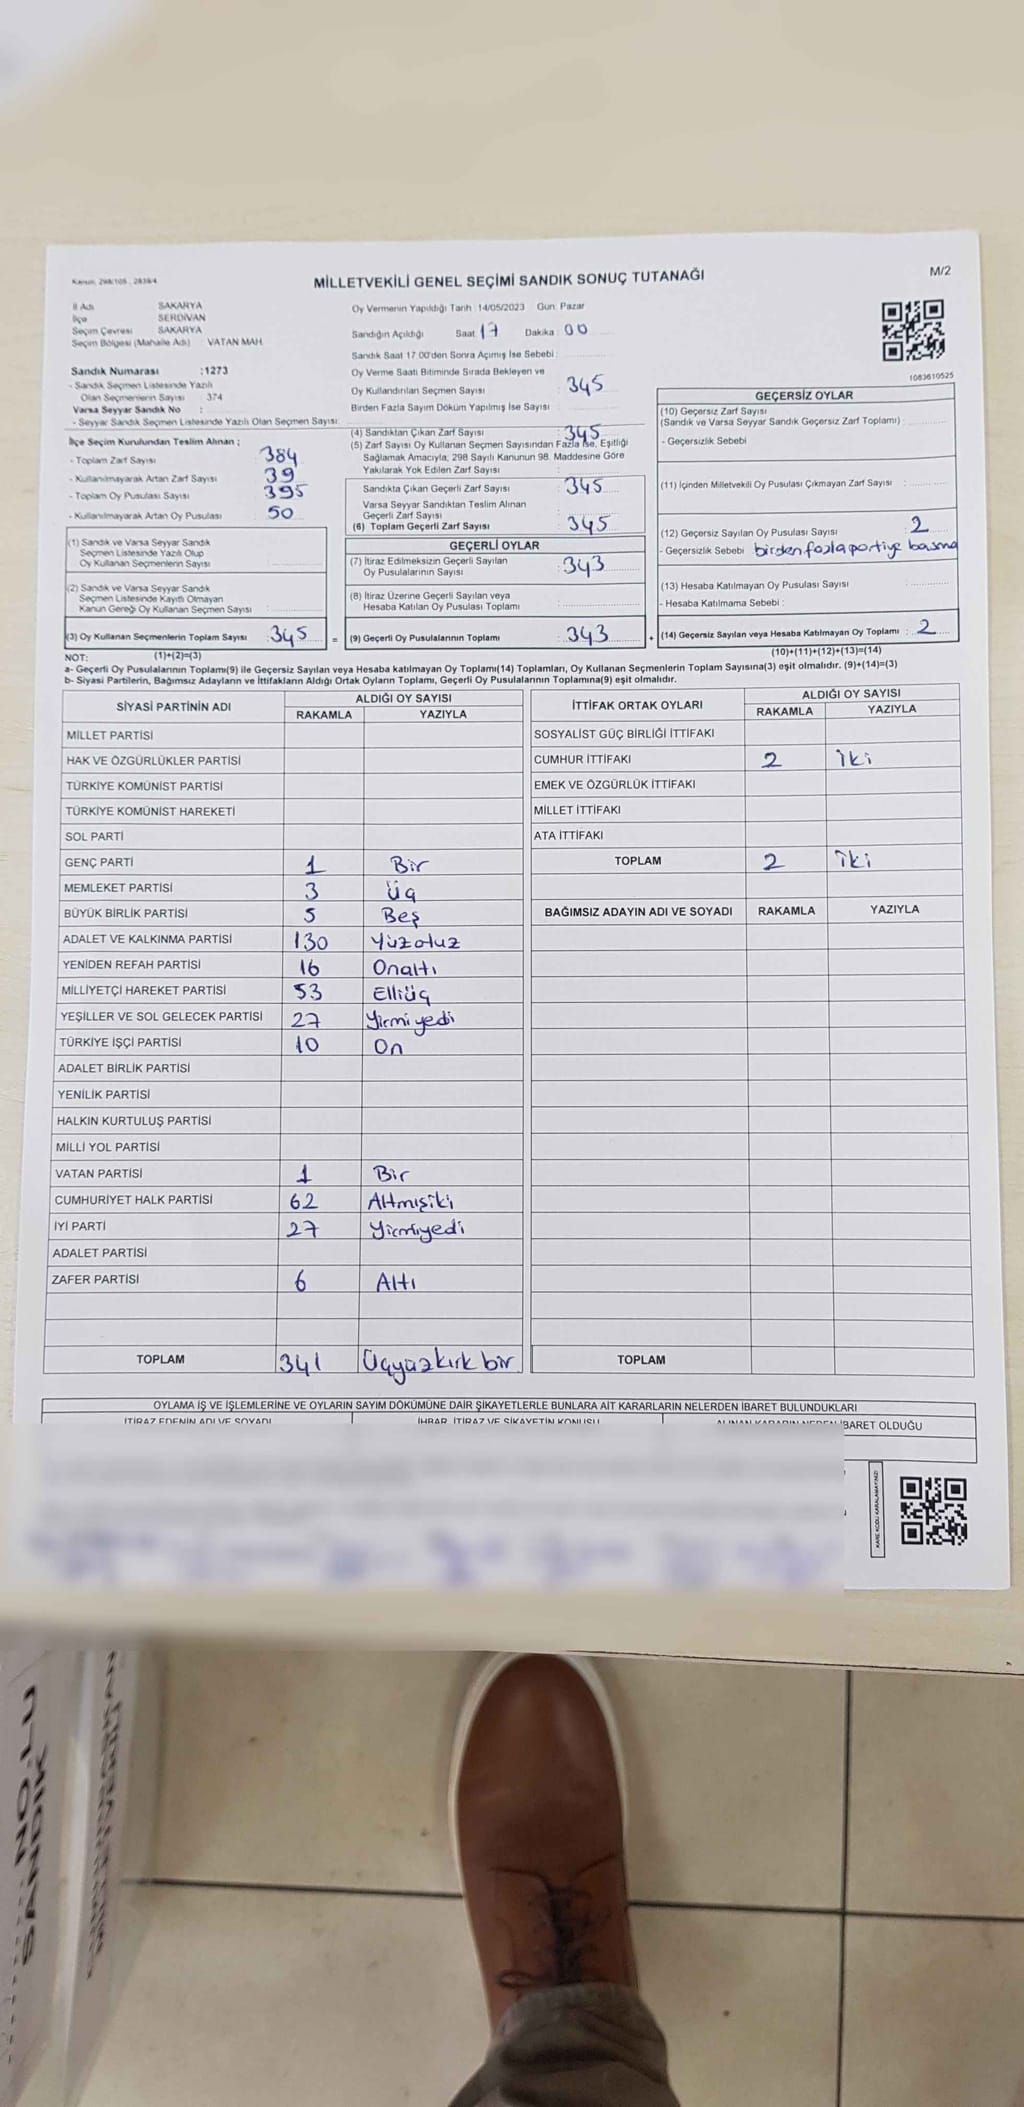 Kanun, 298/105 , 2839/4
MİLLETVEKİLİ GENEL SEÇİMİ SANDIK SONUÇ TUTANAĞI
M/2
İl Adı SAKARYA
İlçe SERDİVAN
Seçim Çevresi SAKARYA
Seçim Bölgesi (Mahalle Adı) VATAN MAH.
Sandık Numarası :1273
- Sandık Seçmen Listesinde Yazılı
Olan Seçmenlerin Sayısı : 374
Varsa Seyyar Sandık No :
- Seyyar Sandık Seçmen Listesinde Yazılı Olan Seçmen Sayısı:
İlçe Seçim Kurulundan Teslim Alınan ;
- Toplam Zarf Sayısı 384
- Kullanılmayarak Artan Zarf Sayısı 39
- Toplam Oy Pusulası Sayısı 395
- Kullanılmayarak Artan Oy Pusulası 50
(1) Sandık ve Varsa Seyyar Sandık
Seçmen Listesinde Yazılı Olup
Oy Kullanan Seçmenlerin Sayısı :
(2) Sandık ve Varsa Seyyar Sandık
Seçmen Listesinde Kayıtlı Olmayan
Kanun Gereği Oy Kullanan Seçmen Sayısı :
(3) Oy Kullanan Seçmenlerin Toplam Sayısı : 345 =
(1)+(2)=(3)
Oy Vermenin Yapıldığı Tarih : 14/05/2023 Gün: Pazar
Sandığın Açıldığı Saat 17 Dakika : 00
Sandık Saat 17.00'den Sonra Açılmış İse Sebebi :
Oy Verme Saati Bitiminde Sırada Bekleyen ve
Oy Kullandırılan Seçmen Sayısı : 345
Birden Fazla Sayım Döküm Yapılmış İse Sayısı :
(4) Sandıktan Çıkan Zarf Sayısı : 345
(5) Zarf Sayısı Oy Kullanan Seçmen Sayısından Fazla İse, Eşitliği
Sağlamak Amacıyla, 298 Sayılı Kanunun 98. Maddesine Göre
Yakılarak Yok Edilen Zarf Sayısı :
Sandıkta Çıkan Geçerli Zarf Sayısı : 345
Varsa Seyyar Sandıktan Teslim Alınan
Geçerli Zarf Sayısı :
(6) Toplam Geçerli Zarf Sayısı : 345
GEÇERLİ OYLAR
(7) İtiraz Edilmeksizin Geçerli Sayılan
Oy Pusulalarının Sayısı : 343
(8) İtiraz Üzerine Geçerli Sayılan veya
Hesaba Katılan Oy Pusulası Toplamı :
(9) Geçerli Oy Pusulalarının Toplamı : 343 +
1083610525
GEÇERSİZ OYLAR
(10) Geçersiz Zarf Sayısı
(Sandık ve Varsa Seyyar Sandık Geçersiz Zarf Toplamı) :
- Geçersizlik Sebebi
(11) İçinden Milletvekili Oy Pusulası Çıkmayan Zarf Sayısı :
(12) Geçersiz Sayılan Oy Pusulası Sayısı : 2
- Geçersizlik Sebebi birden fazla partiye basma
(13) Hesaba Katılmayan Oy Pusulası Sayısı :
- Hesaba Katılmama Sebebi :
(14) Geçersiz Sayılan veya Hesaba Katılmayan Oy Toplamı : 2
(10)+(11)+(12)+(13)=(14)
NOT:
a- Geçerli Oy Pusulalarının Toplamı(9) ile Geçersiz Sayılan veya Hesaba katılmayan Oy Toplamı(14) Toplamları, Oy Kullanan Seçmenlerin Toplam Sayısına(3) eşit olmalıdır. (9)+(14)=(3)
b- Siyasi Partilerin, Bağımsız Adayların ve İttifakların Aldığı Ortak Oyların Toplamı, Geçerli Oy Pusulalarının Toplamına(9) eşit olmalıdır.
SİYASİ PARTİNİN ADI ALDIĞI OY SAYISI
RAKAMLA YAZIYLA
MİLLET PARTİSİ
HAK VE ÖZGÜRLÜKLER PARTİSİ
TÜRKİYE KOMÜNİST PARTİSİ
TÜRKİYE KOMÜNİST HAREKETİ
SOL PARTİ
GENÇ PARTİ 1 Bir
MEMLEKET PARTİSİ 3 Üç
BÜYÜK BİRLİK PARTİSİ 5 Beş
ADALET VE KALKINMA PARTİSİ 130 Yüzotuz
YENİDEN REFAH PARTİSİ 16 Onaltı
MİLLİYETÇİ HAREKET PARTİSİ 53 Elliüç
YEŞİLLER VE SOL GELECEK PARTİSİ 27 Yirmiyedi
TÜRKİYE İŞÇİ PARTİSİ 10 On
ADALET BİRLİK PARTİSİ
YENİLİK PARTİSİ
HALKIN KURTULUŞ PARTİSİ
MİLLİ YOL PARTİSİ
VATAN PARTİSİ 1 Bir
CUMHURİYET HALK PARTİSİ 62 Altmışiki
İYİ PARTİ 27 Yirmiyedi
ADALET PARTİSİ
ZAFER PARTİSİ 6 Altı
TOPLAM 341 Üçyüzkırk bir
İTTİFAK ORTAK OYLARI ALDIĞI OY SAYISI
RAKAMLA YAZIYLA
SOSYALİST GÜÇ BİRLİĞİ İTTİFAKI
CUMHUR İTTİFAKI 2 İki
EMEK VE ÖZGÜRLÜK İTTİFAKI
MİLLET İTTİFAKI
ATA İTTİFAKI
TOPLAM 2 İki
BAĞIMSIZ ADAYIN ADI VE SOYADI RAKAMLA YAZIYLA
TOPLAM
OYLAMA İŞ VE İŞLEMLERİNE VE OYLARIN SAYIM DÖKÜMÜNE DAİR ŞİKAYETLERLE BUNLARA AİT KARARLARIN NELERDEN İBARET BULUNDUKLARI
İTİRAZ EDENİN ADI VE SOYADI İHBAR, İTİRAZ VE ŞİKAYETİN KONUSU ALINAN KARARIN NEDEN İBARET OLDUĞU
KARE KODU KARALAMAYINIZ!
NO.LU
SANDIK